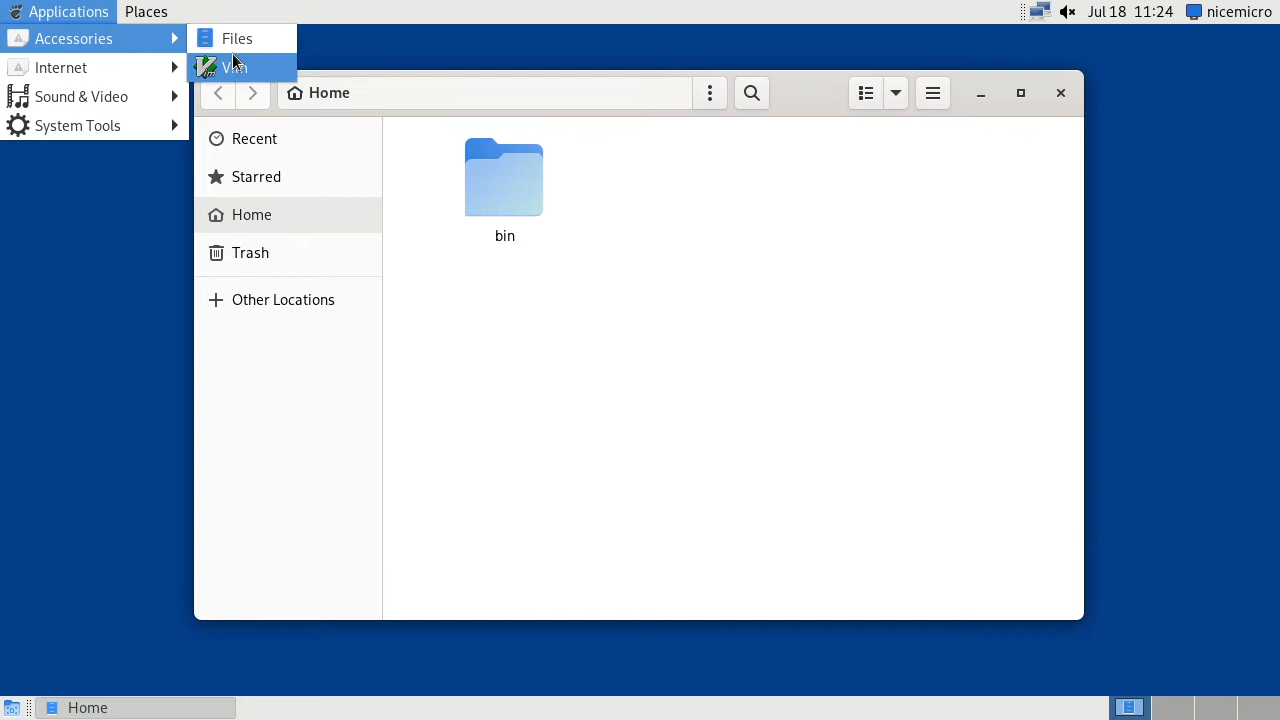 Applications Places
Jul 18 11:24 nicemicro
Accessories
Internet
Sound & Video
System Tools
Files
Vim
Home
Recent
Starred
Home
Trash
Other Locations
bin
Home